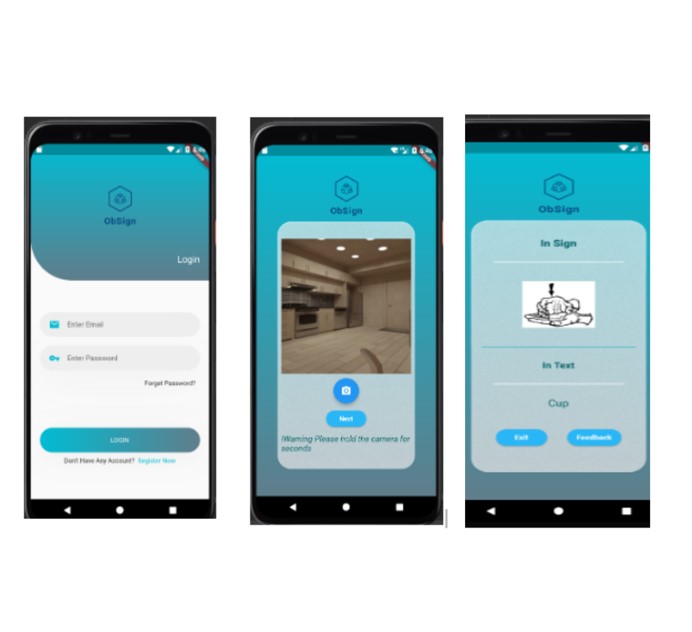 ObSign
Login
Enter Email
Enter Password
Forget Password?
LOGIN
Don't Have Any Account? Register Now
ObSign
Next
!Warning Please hold the camera for
seconds
ObSign
In Sign
In Text
Cup
Exit
Feedback